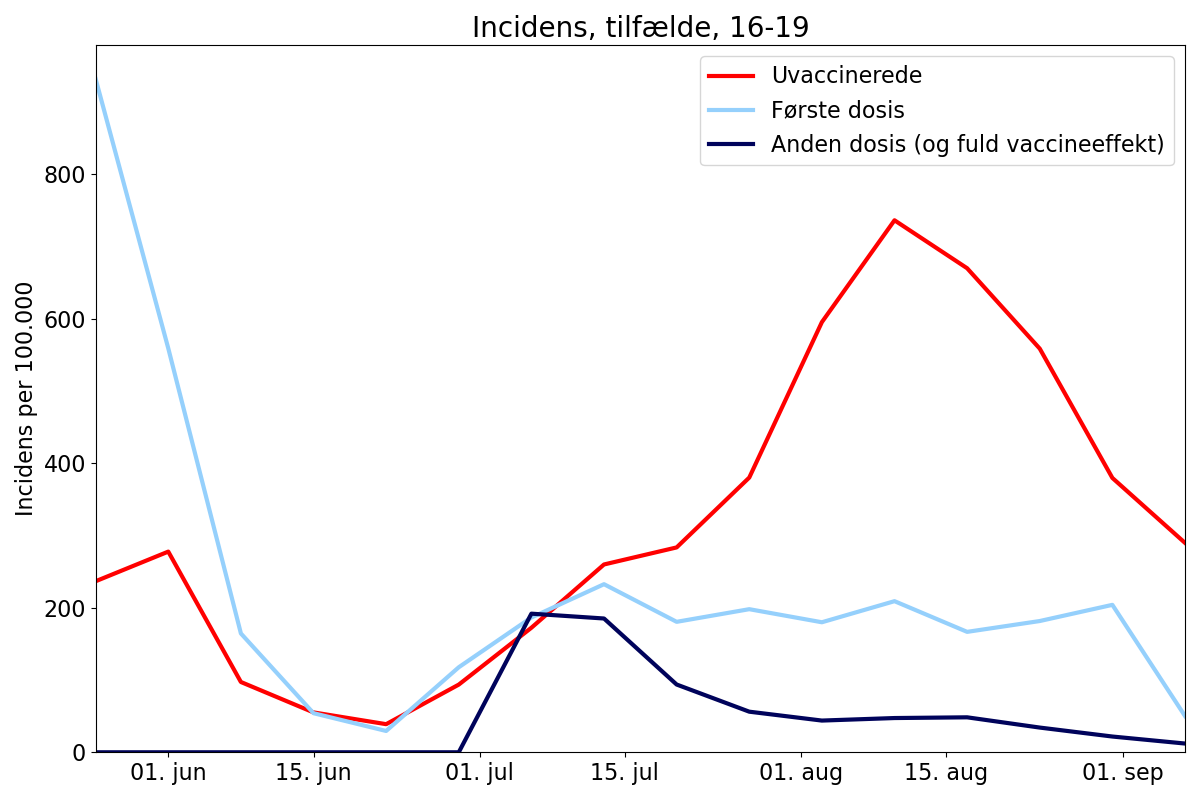 Incidens, tilfælde, 16-19
Uvaccinerede
Første dosis
Anden dosis (og fuld vaccineeffekt)
Incidens per 100.000
800
600
400
200
0
01. jun
15. jun
01. jul
15. jul
01. aug
15. aug
01. sep